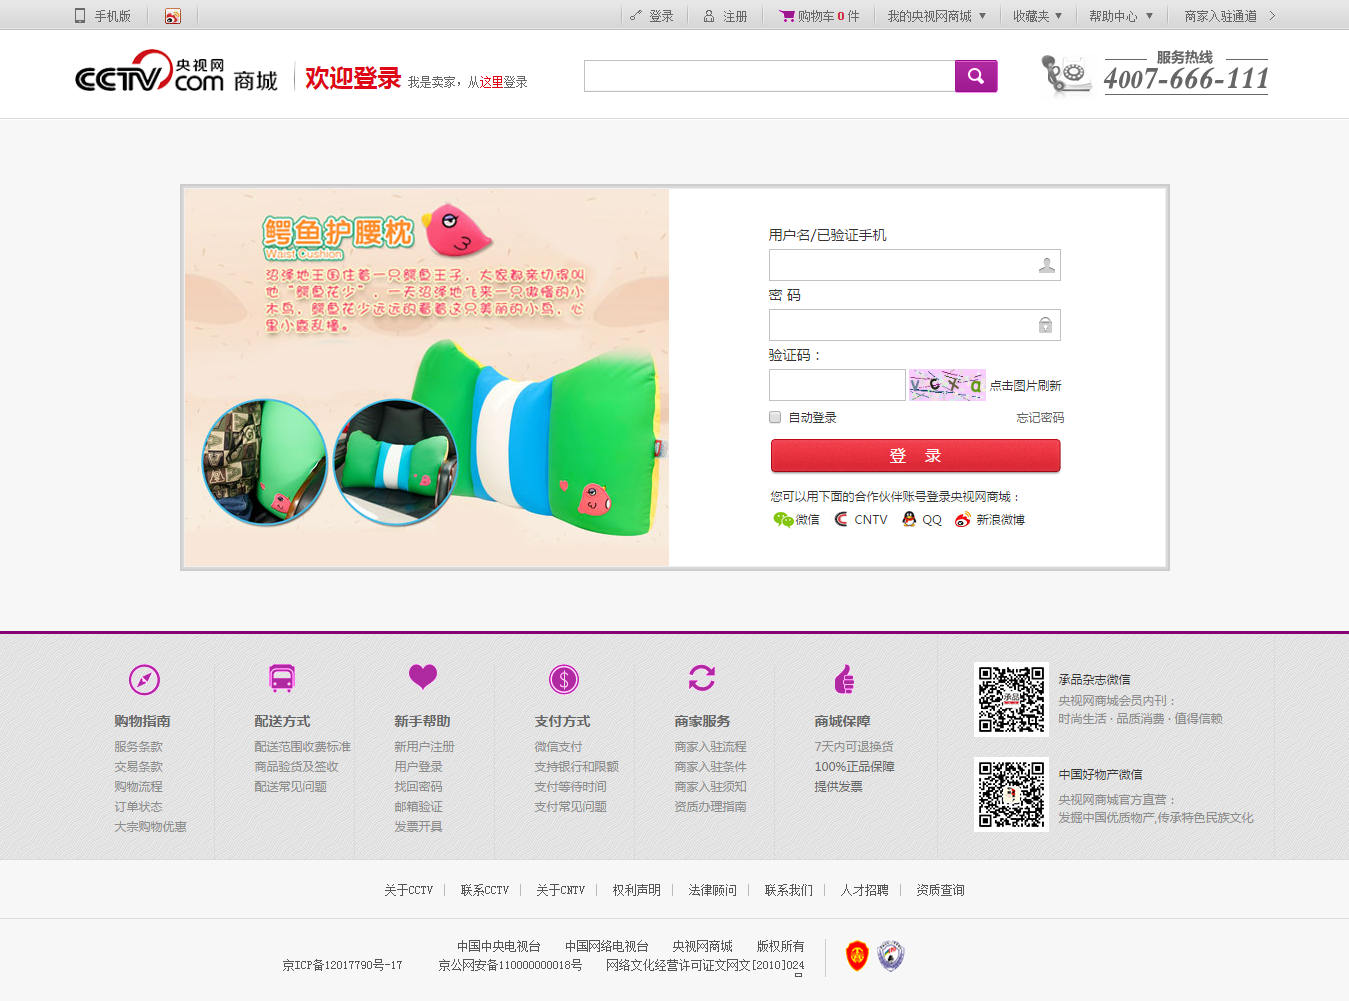 手机版
登录
注册
购物车 0 件
我的央视网商城
收藏夹
帮助中心
商家入驻通道
CCTV.com 央视网 商城
欢迎登录
我是卖家，从这里登录
服务热线
4007-666-111
鳄鱼护腰枕
Waist Cushion
沼泽地王国住着一只鳄鱼王子，大家都亲切得叫
他“鳄鱼花少”，一天沼泽地飞来一只傲慢的小
木鸟，鳄鱼花少远远的看着这只美丽的小鸟，心
里小鹿乱撞。
用户名/已验证手机
密 码
验证码：
点击图片刷新
自动登录
忘记密码
登 录
您可以用下面的合作伙伴账号登录央视网商城：
微信
CNTV
QQ
新浪微博
购物指南
服务条款
交易条款
购物流程
订单状态
大宗购物优惠
配送方式
配送范围收费标准
商品验货及签收
配送常见问题
新手帮助
新用户注册
用户登录
找回密码
邮箱验证
发票开具
支付方式
微信支付
支持银行和限额
支付等待时间
支付常见问题
商家服务
商家入驻流程
商家入驻条件
商家入驻须知
资质办理指南
商城保障
7天内可退换货
100%正品保障
提供发票
承品
承品杂志微信
央视网商城会员内刊：
时尚生活 · 品质消费 · 值得信赖
中国好物产微信
央视网商城官方直营：
发掘中国优质物产,传承特色民族文化
关于CCTV
联系CCTV
关于CNTV
权利声明
法律顾问
联系我们
人才招聘
资质查询
中国中央电视台 中国网络电视台 央视网商城 版权所有
京ICP备12017790号-17 京公网安备110000000018号 网络文化经营许可证文网文[2010]024